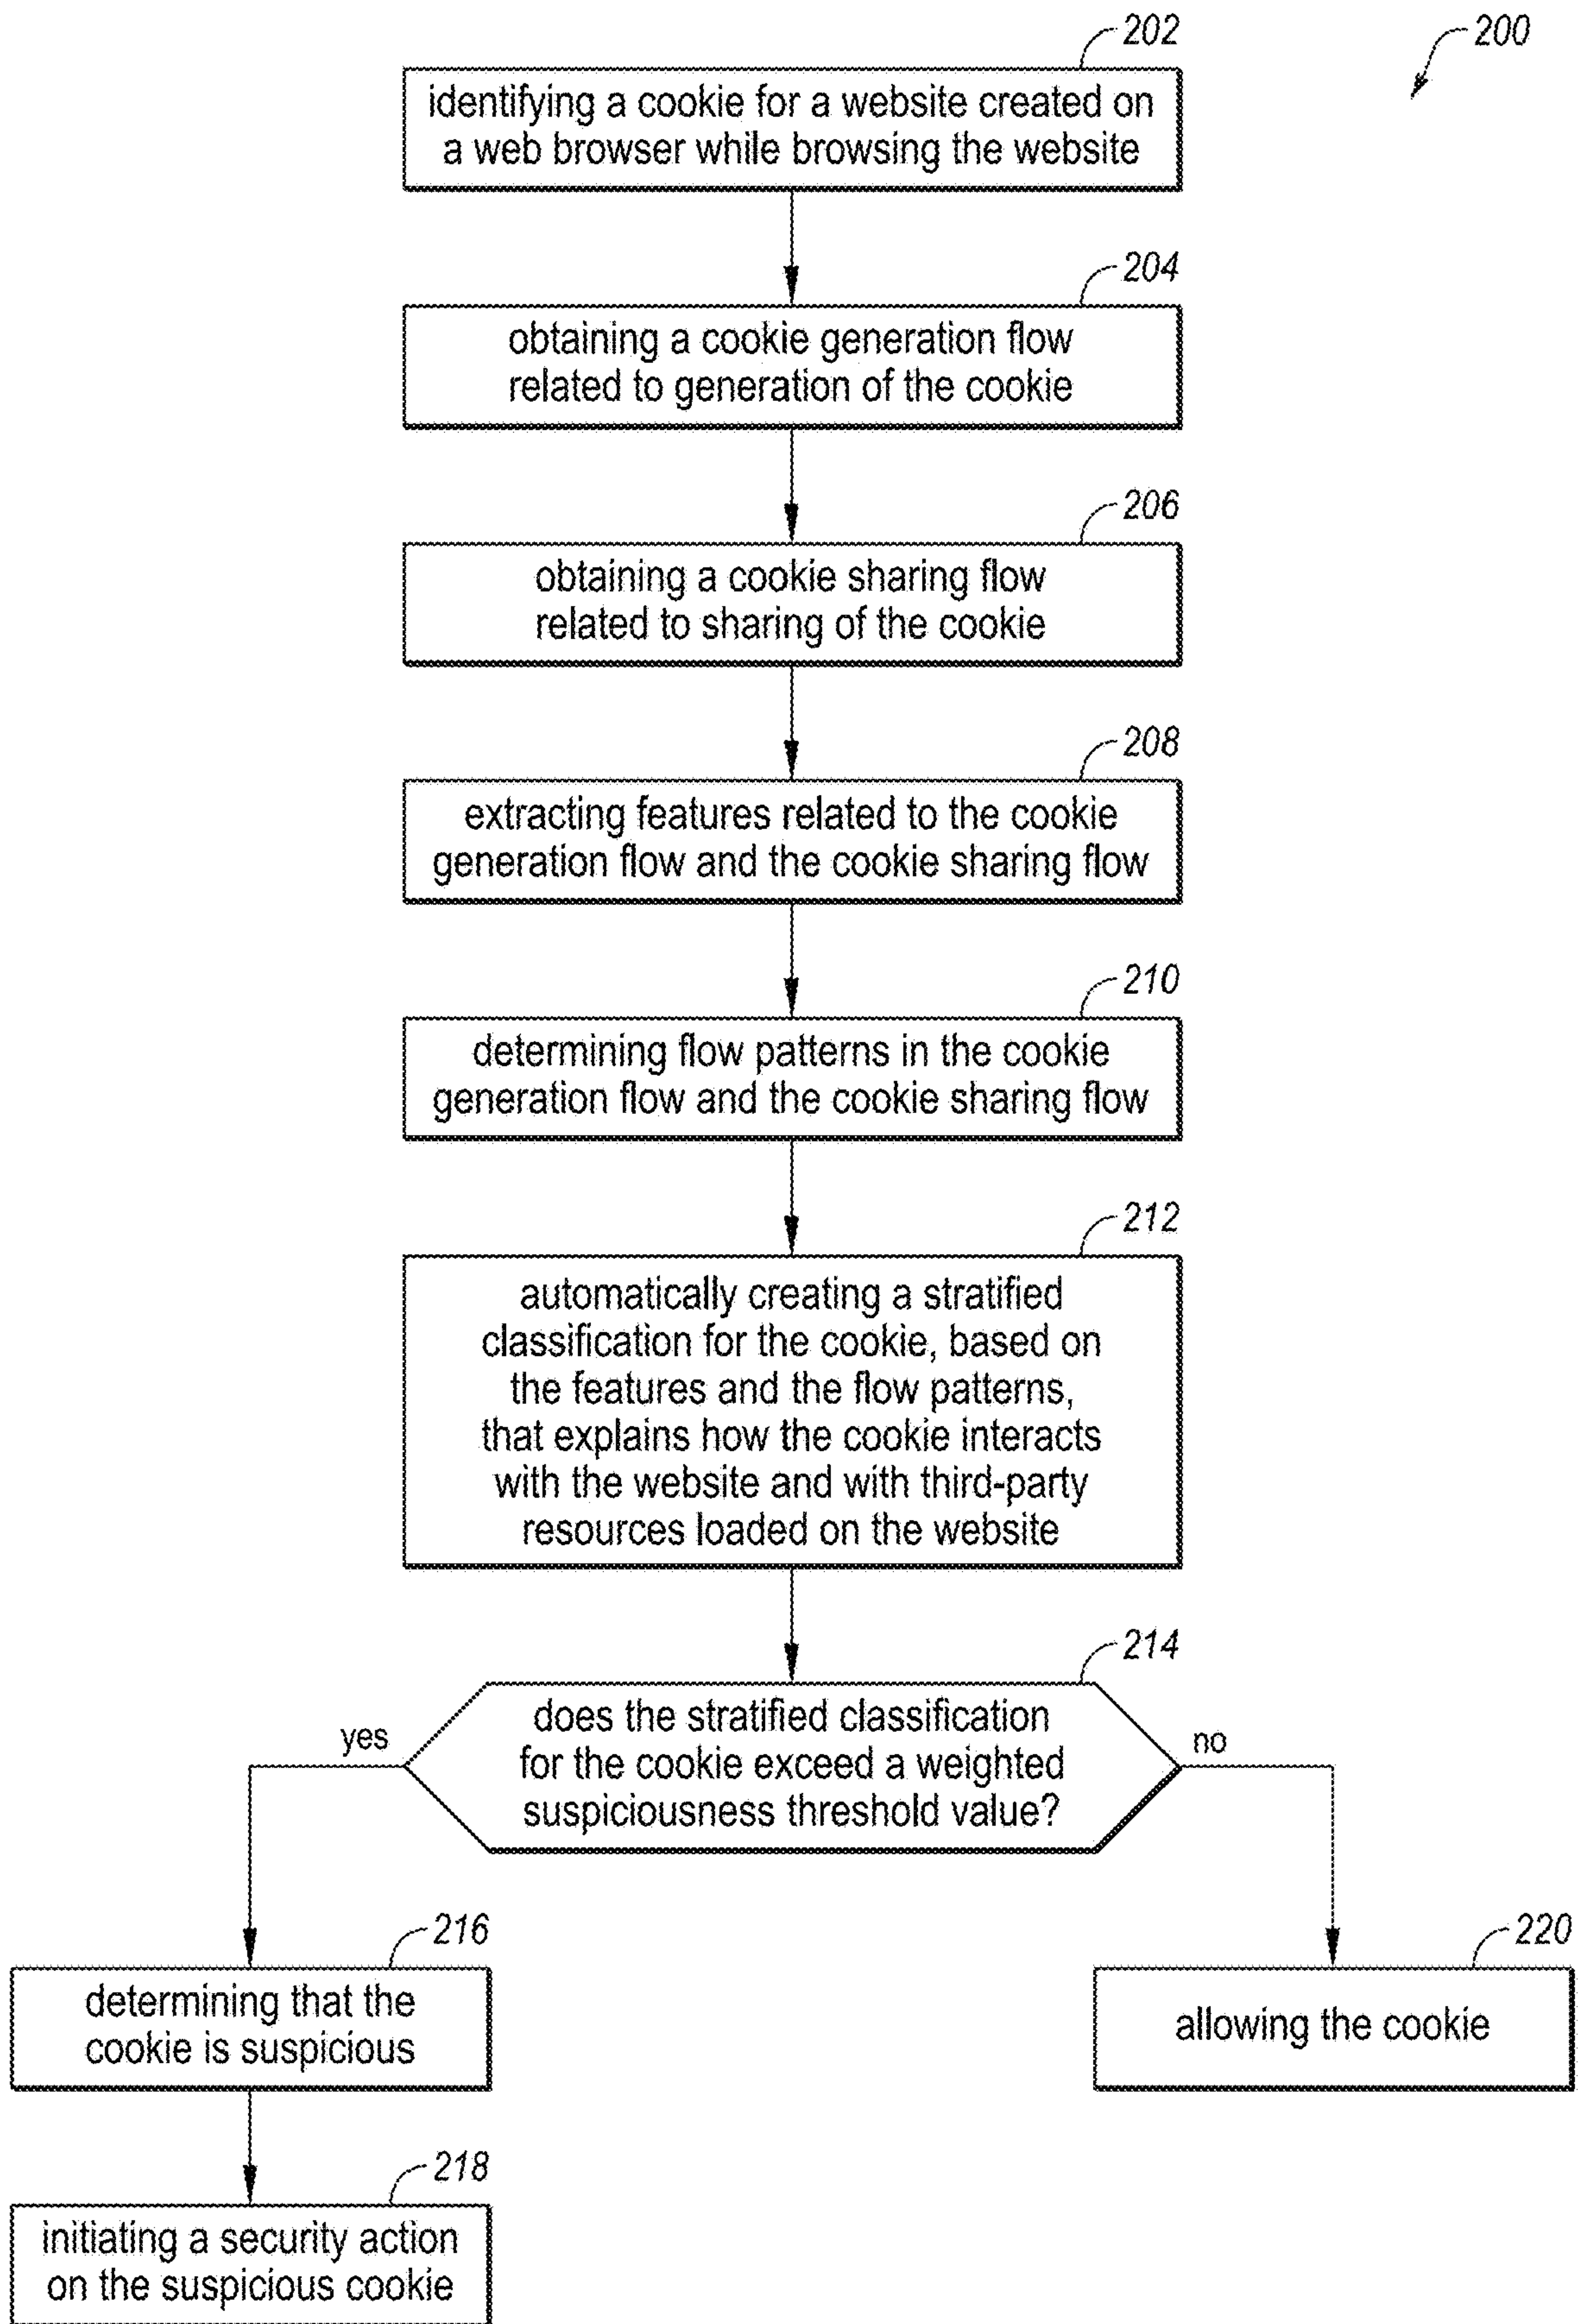 202
200
identifying a cookie for a website created on
a web browser while browsing the website
204
obtaining a cookie generation flow
related to generation of the cookie
206
obtaining a cookie sharing flow
related to sharing of the cookie
208
extracting features related to the cookie
generation flow and the cookie sharing flow
210
determining flow patterns in the cookie
generation flow and the cookie sharing flow
212
automatically creating a stratified
classification for the cookie, based on
the features and the flow patterns,
that explains how the cookie interacts
with the website and with third-party
resources loaded on the website
214
does the stratified classification
for the cookie exceed a weighted
suspiciousness threshold value?
yes
no
216
determining that the
cookie is suspicious
220
allowing the cookie
218
initiating a security action
on the suspicious cookie